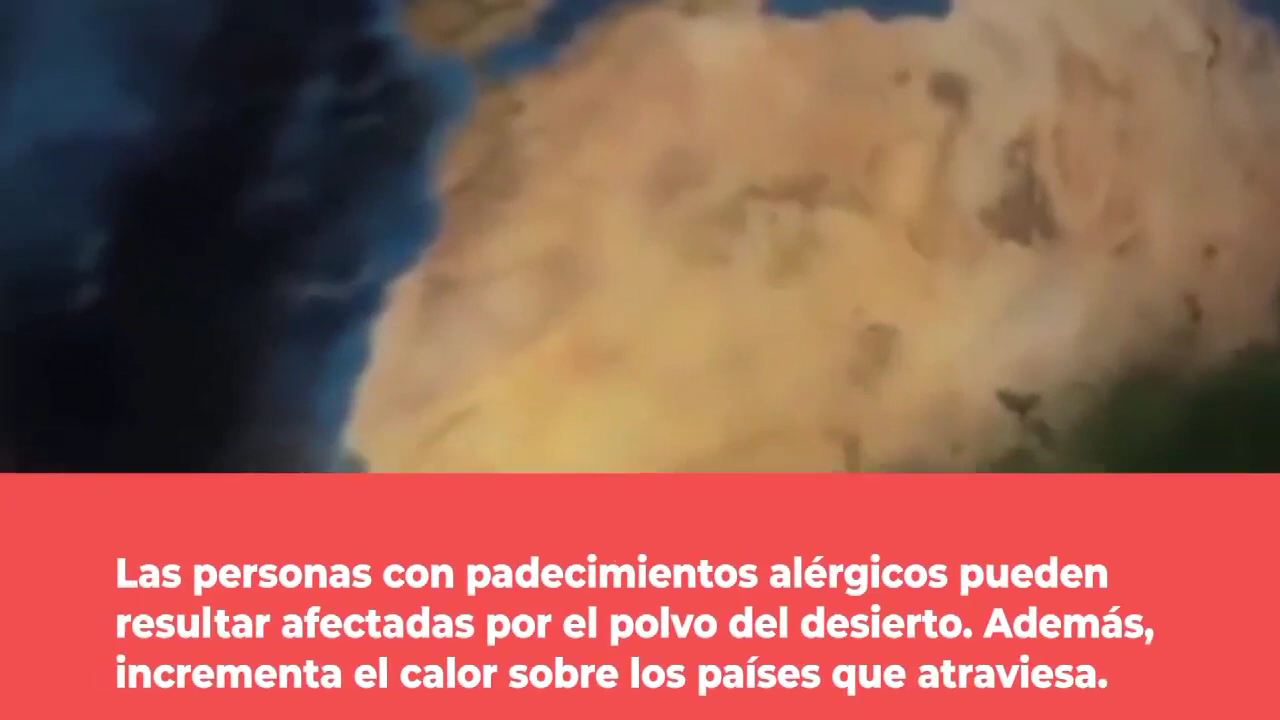 Las personas con padecimientos alérgicos pueden
resultar afectadas por el polvo del desierto. Además,
incrementa el calor sobre los países que atraviesa.